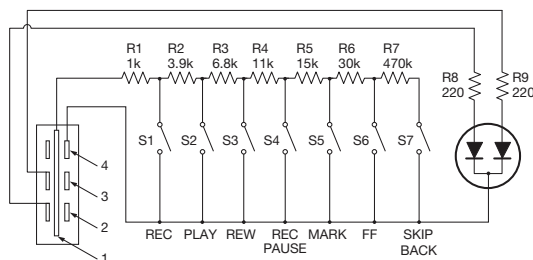 R1 R2 R3 R4 R5 R6 R7
1k 3.9k 6.8k 11k 15k 30k 470k
R8 R9
220 220
S1 S2 S3 S4 S5 S6 S7
4
3
2
1
REC PLAY REW REC PAUSE MARK FF SKIP BACK